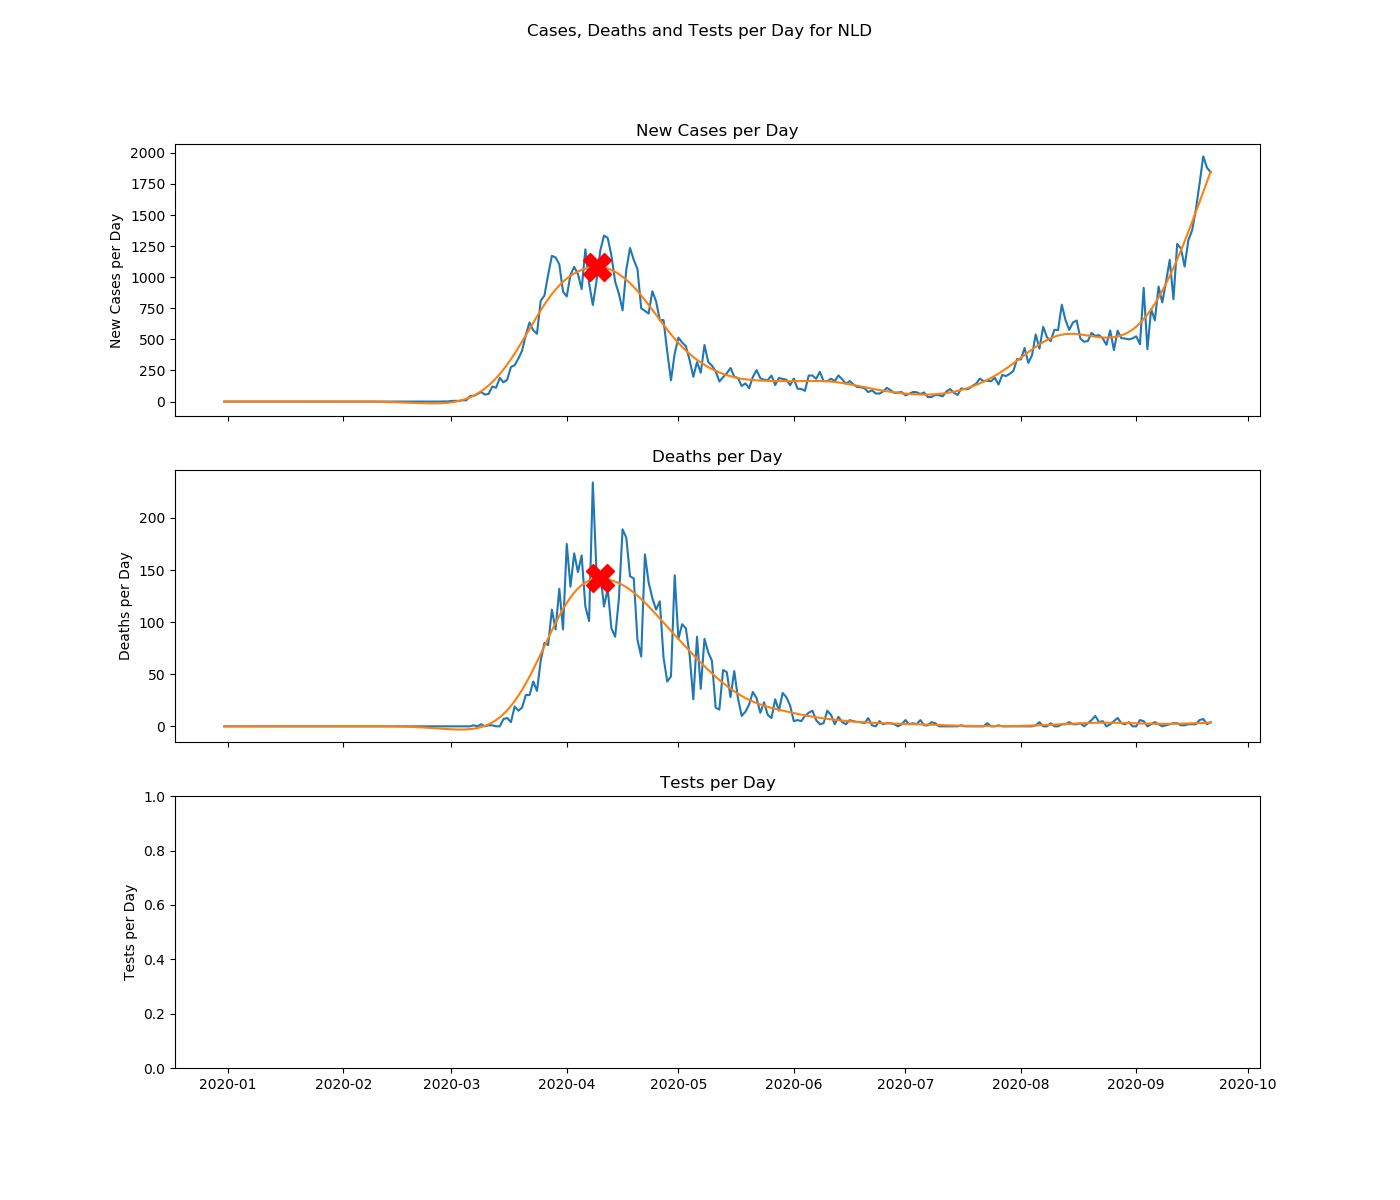 Cases, Deaths and Tests per Day for NLD
New Cases per Day
New Cases per Day
2000
1750
1500
1250
1000
750
500
250
0
Deaths per Day
Deaths per Day
200
150
100
50
0
Tests per Day
Tests per Day
1.0
0.8
0.6
0.4
0.2
0.0
2020-01 2020-02 2020-03 2020-04 2020-05 2020-06 2020-07 2020-08 2020-09 2020-10